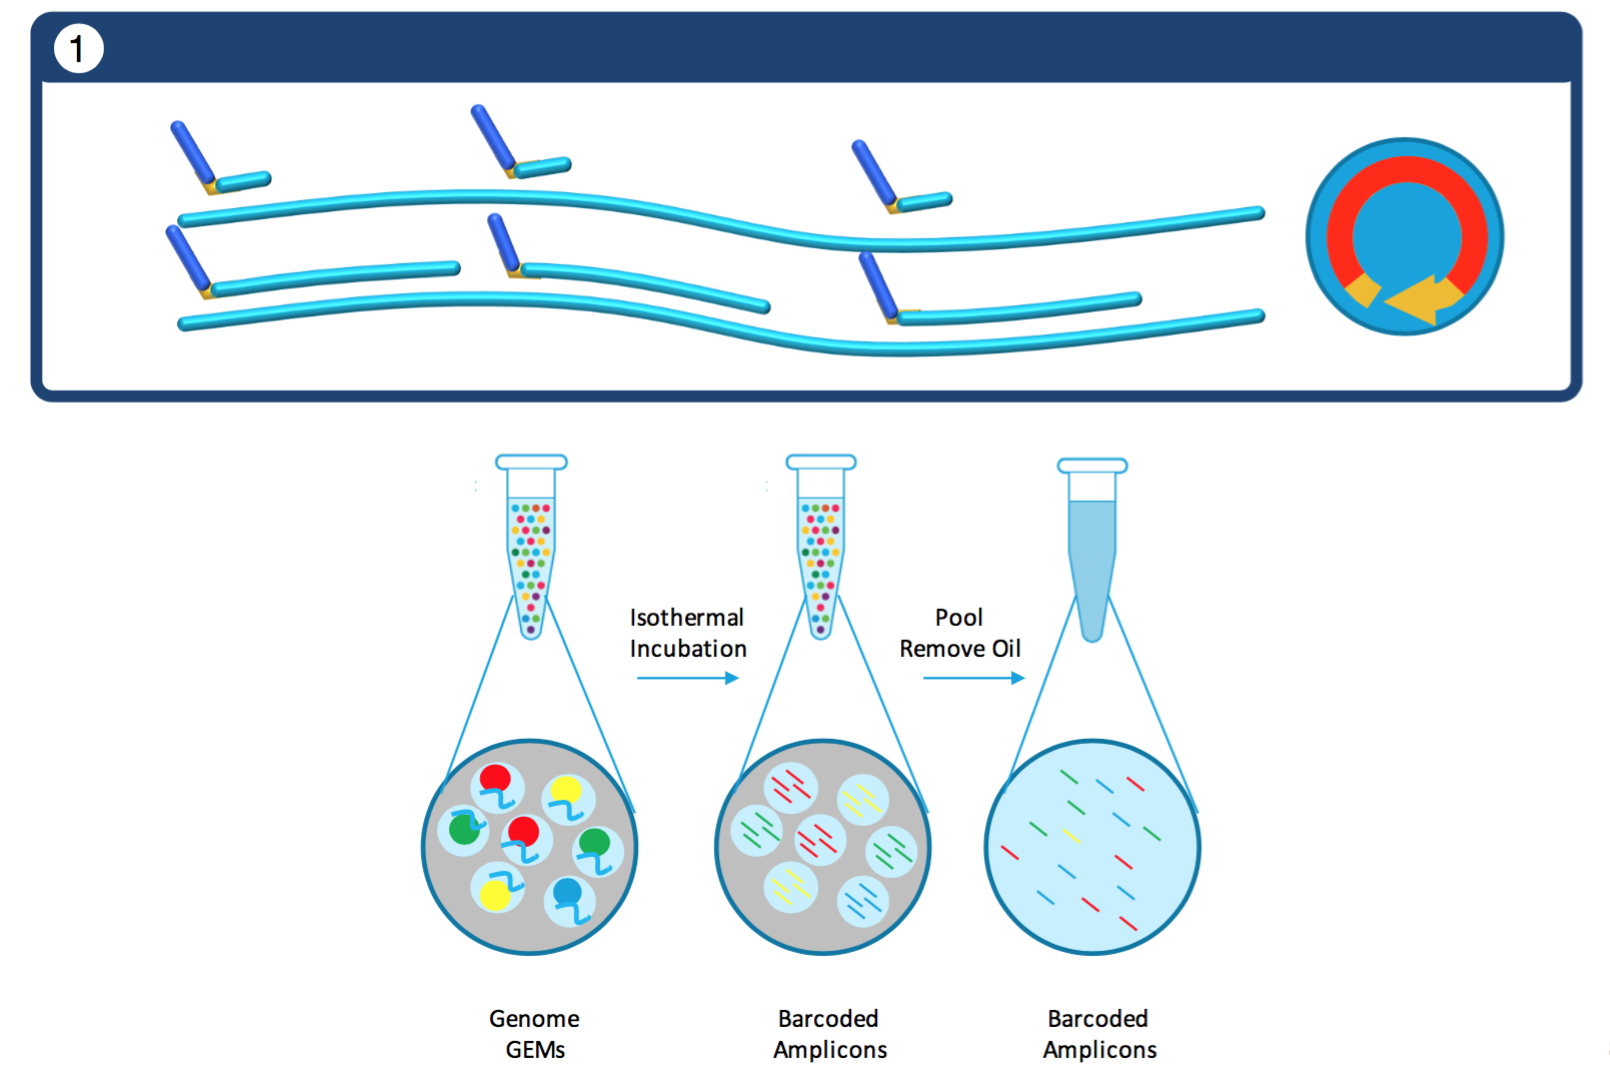 1
Isothermal
Incubation
Pool
Remove Oil
Genome
GEMs
Barcoded
Amplicons
Barcoded
Amplicons